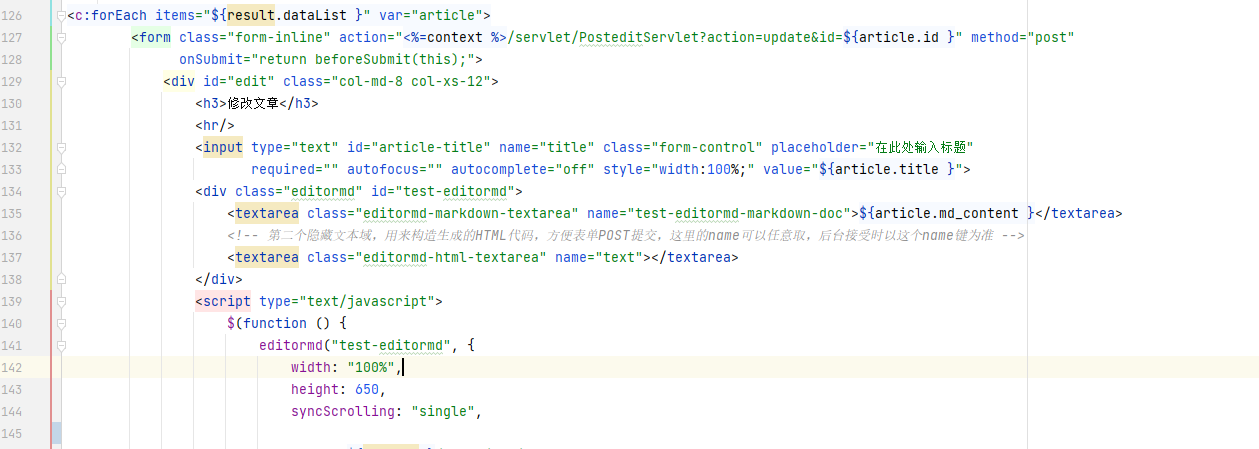 126 <c:forEach items="${result.dataList }" var="article">
127 <form class="form-inline" action="<%=context %>/servlet/PosteditServlet?action=update&id=${article.id }" method="post"
128 onSubmit="return beforeSubmit(this);">
129 <div id="edit" class="col-md-8 col-xs-12">
130 <h3>修改文章</h3>
131 <hr/>
132 <input type="text" id="article-title" name="title" class="form-control" placeholder="在此处输入标题"
133 required="" autofocus="" autocomplete="off" style="width:100%;" value="${article.title }">
134 <div class="editormd" id="test-editormd">
135 <textarea class="editormd-markdown-textarea" name="test-editormd-markdown-doc">${article.md_content }</textarea>
136 <!-- 第二个隐藏文本域，用来构造生成的HTML代码，方便表单POST提交，这里的name可以任意取，后台接受时以这个name键为准 -->
137 <textarea class="editormd-html-textarea" name="text"></textarea>
138 </div>
139 <script type="text/javascript">
140 $(function () {
141 editormd("test-editormd", {
142 width: "100%",
143 height: 650,
144 syncScrolling: "single",
145